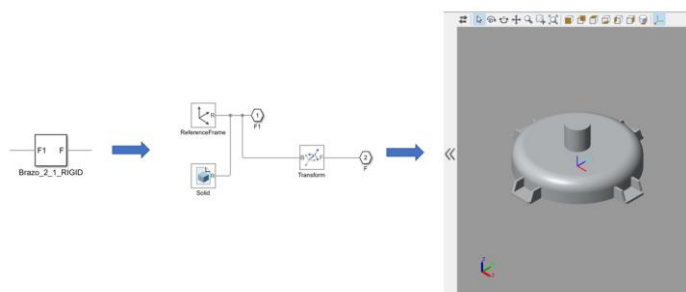 F1 F
Brazo_2_1_RIGID
R
ReferenceFrame
1
F1
R
Solid
B F
Transform
2
F